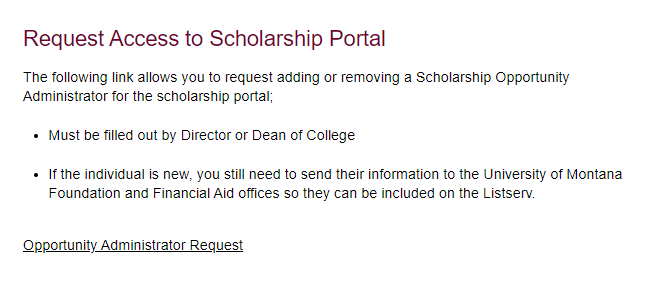 Request Access to Scholarship Portal
The following link allows you to request adding or removing a Scholarship Opportunity
Administrator for the scholarship portal;
• Must be filled out by Director or Dean of College
• If the individual is new, you still need to send their information to the University of Montana
Foundation and Financial Aid offices so they can be included on the Listserv.
Opportunity Administrator Request